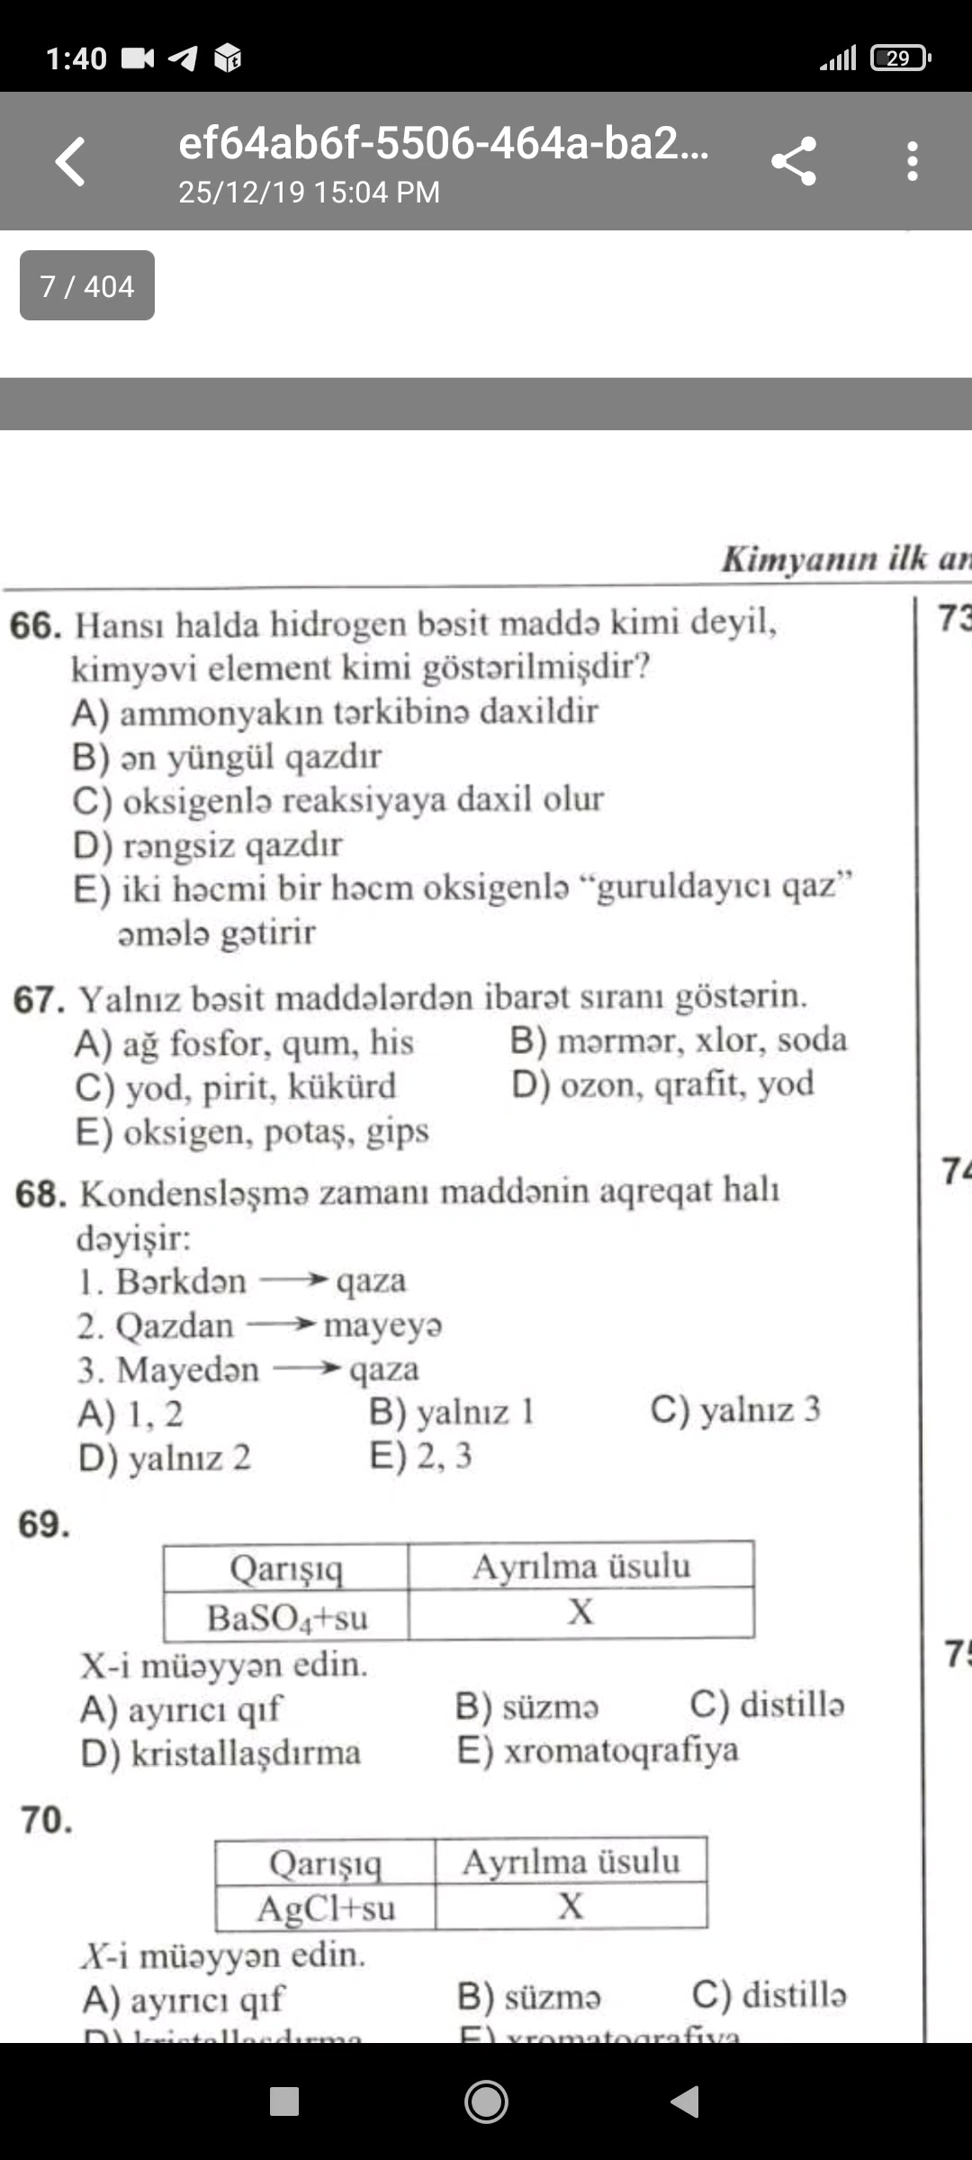 1:40 29
ef64ab6f-5506-464a-ba2...
25/12/19 15:04 PM
7 / 404
Kimyanın ilk an
66. Hansı halda hidrogen bəsit maddə kimi deyil,
kimyəvi element kimi göstərilmişdir?
A) ammonyakın tərkibinə daxildir
B) ən yüngül qazdır
C) oksigenlə reaksiyaya daxil olur
D) rəngsiz qazdır
E) iki həcmi bir həcm oksigenlə “guruldayıcı qaz”
əmələ gətirir
67. Yalnız bəsit maddələrdən ibarət sıranı göstərin.
A) ağ fosfor, qum, his B) mərmər, xlor, soda
C) yod, pirit, kükürd D) ozon, qrafit, yod
E) oksigen, potaş, gips
68. Kondensləşmə zamanı maddənin aqreqat halı
dəyişir:
1. Bərkdən → qaza
2. Qazdan → mayeyə
3. Mayedən → qaza
A) 1, 2 B) yalnız 1 C) yalnız 3
D) yalnız 2 E) 2, 3
69.
Qarışıq Ayrılma üsulu
BaSO₄+su X
X-i müəyyən edin.
A) ayırıcı qıf B) süzmə C) distillə
D) kristallaşdırma E) xromatoqrafiya
70.
Qarışıq Ayrılma üsulu
AgCl+su X
X-i müəyyən edin.
A) ayırıcı qıf B) süzmə C) distillə
D) kristallaşdırma E) xromatoqrafiya
73
74
75